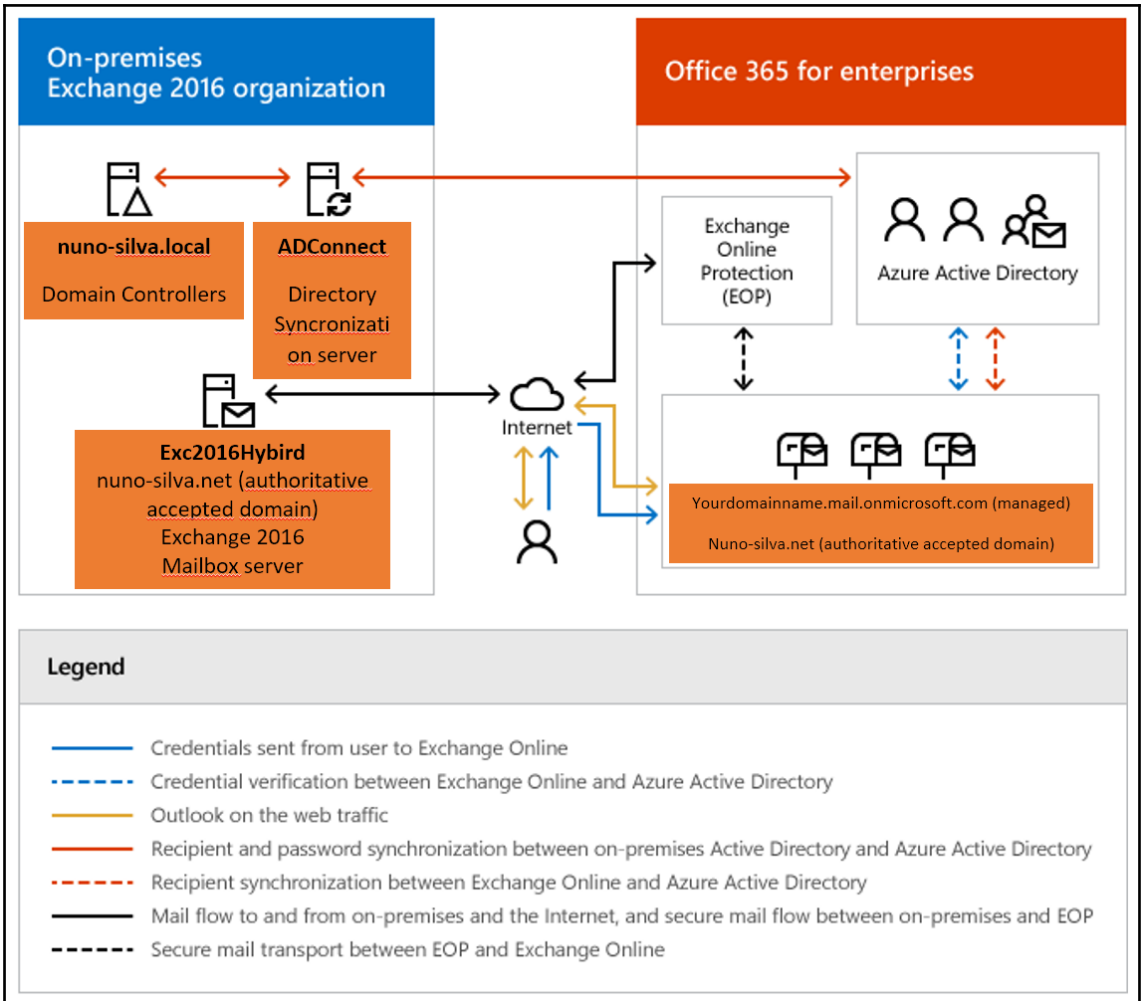 On-premises
Exchange 2016 organization
Office 365 for enterprises
nuno-silva.local
Domain Controllers
ADConnect
Directory
Syncronizati
on server
Exchange
Online
Protection
(EOP)
Azure Active Directory
Internet
Exc2016Hybird
nuno-silva.net (authoritative
accepted domain)
Exchange 2016
Mailbox server
Yourdomainname.mail.onmicrosoft.com (managed)
Nuno-silva.net (authoritative accepted domain)
Legend
Credentials sent from user to Exchange Online
Credential verification between Exchange Online and Azure Active Directory
Outlook on the web traffic
Recipient and password synchronization between on-premises Active Directory and Azure Active Directory
Recipient synchronization between Exchange Online and Azure Active Directory
Mail flow to and from on-premises and the Internet, and secure mail flow between on-premises and EOP
Secure mail transport between EOP and Exchange Online